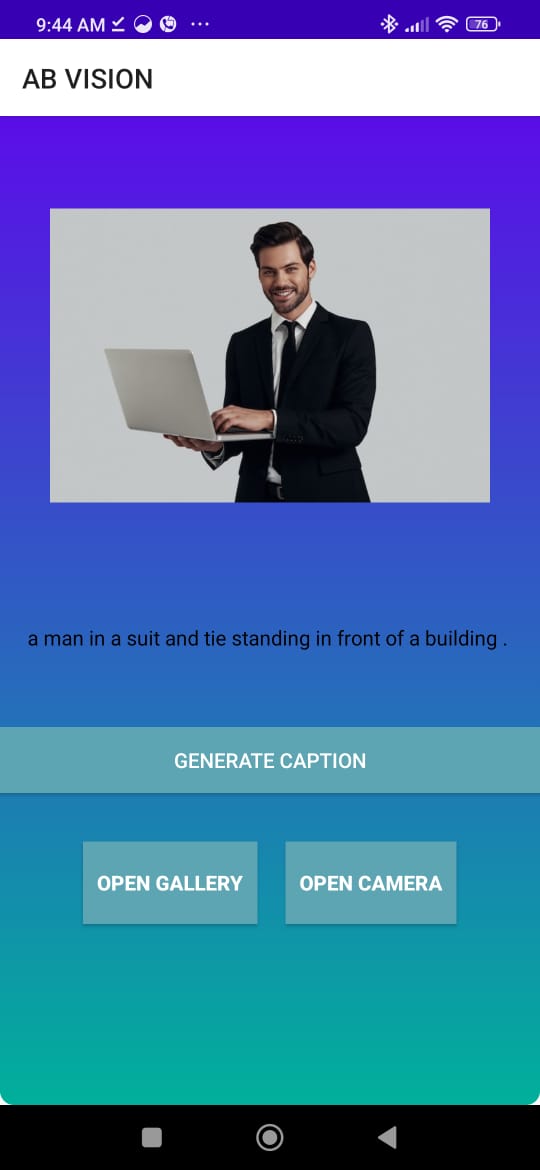 9:44 AM
76
AB VISION
a man in a suit and tie standing in front of a building .
GENERATE CAPTION
OPEN GALLERY
OPEN CAMERA